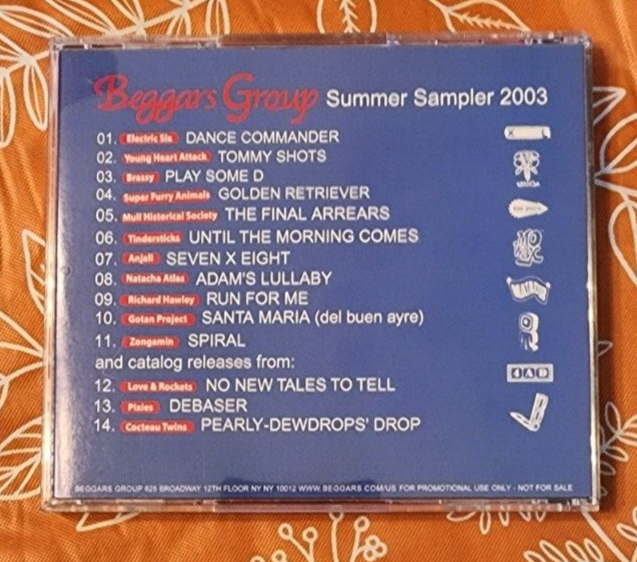 Beggars Group Summer Sampler 2003
01. Electric Six DANCE COMMANDER
02. Young Heart Attack TOMMY SHOTS
03. Brassy PLAY SOME D
04. Super Furry Animals GOLDEN RETRIEVER
05. Mull Historical Society THE FINAL ARREARS
06. Tindersticks UNTIL THE MORNING COMES
07. Anjali SEVEN X EIGHT
08. Natacha Atlas ADAM'S LULLABY
09. Richard Hawley RUN FOR ME
MATADOR
10. Gotan Project SANTA MARIA (del buen ayre)
11. Zongamin SPIRAL
and catalog releases from:
4AD
12. Love & Rockets NO NEW TALES TO TELL
13. Pixies DEBASER
14. Cocteau Twins PEARLY-DEWDROPS' DROP
BEGGARS GROUP 625 BROADWAY 12TH FLOOR NY NY 10012 WWW.BEGGARS.COM/US FOR PROMOTIONAL USE ONLY - NOT FOR SALE